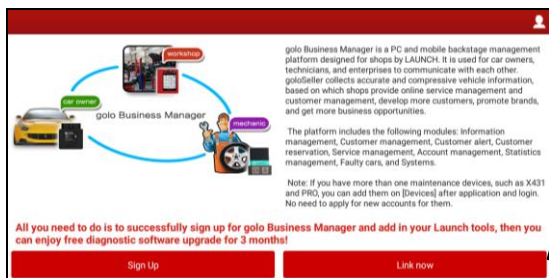 workshop
car owner
golo Business Manager
mechanic
golo Business Manager is a PC and mobile backstage management
platform designed for shops by LAUNCH. It is used for car owners,
technicians, and enterprises to communicate with each other.
goloSeller collects accurate and compressive vehicle information,
based on which shops provide online service management and
customer management, develop more customers, promote brands,
and get more business opportunities.
The platform includes the following modules: Information
management, Customer management, Customer alert, Customer
reservation, Service management, Account management, Statistics
management, Faulty cars, and Systems.
Note: If you have more than one maintenance devices, such as X431
and PRO, you can add them on [Devices] after application and login.
No need to apply for new accounts for them.
All you need to do is to successfully sign up for golo Business Manager and add in your Launch tools, then you
can enjoy free diagnostic software upgrade for 3 months!
Sign Up
Link now